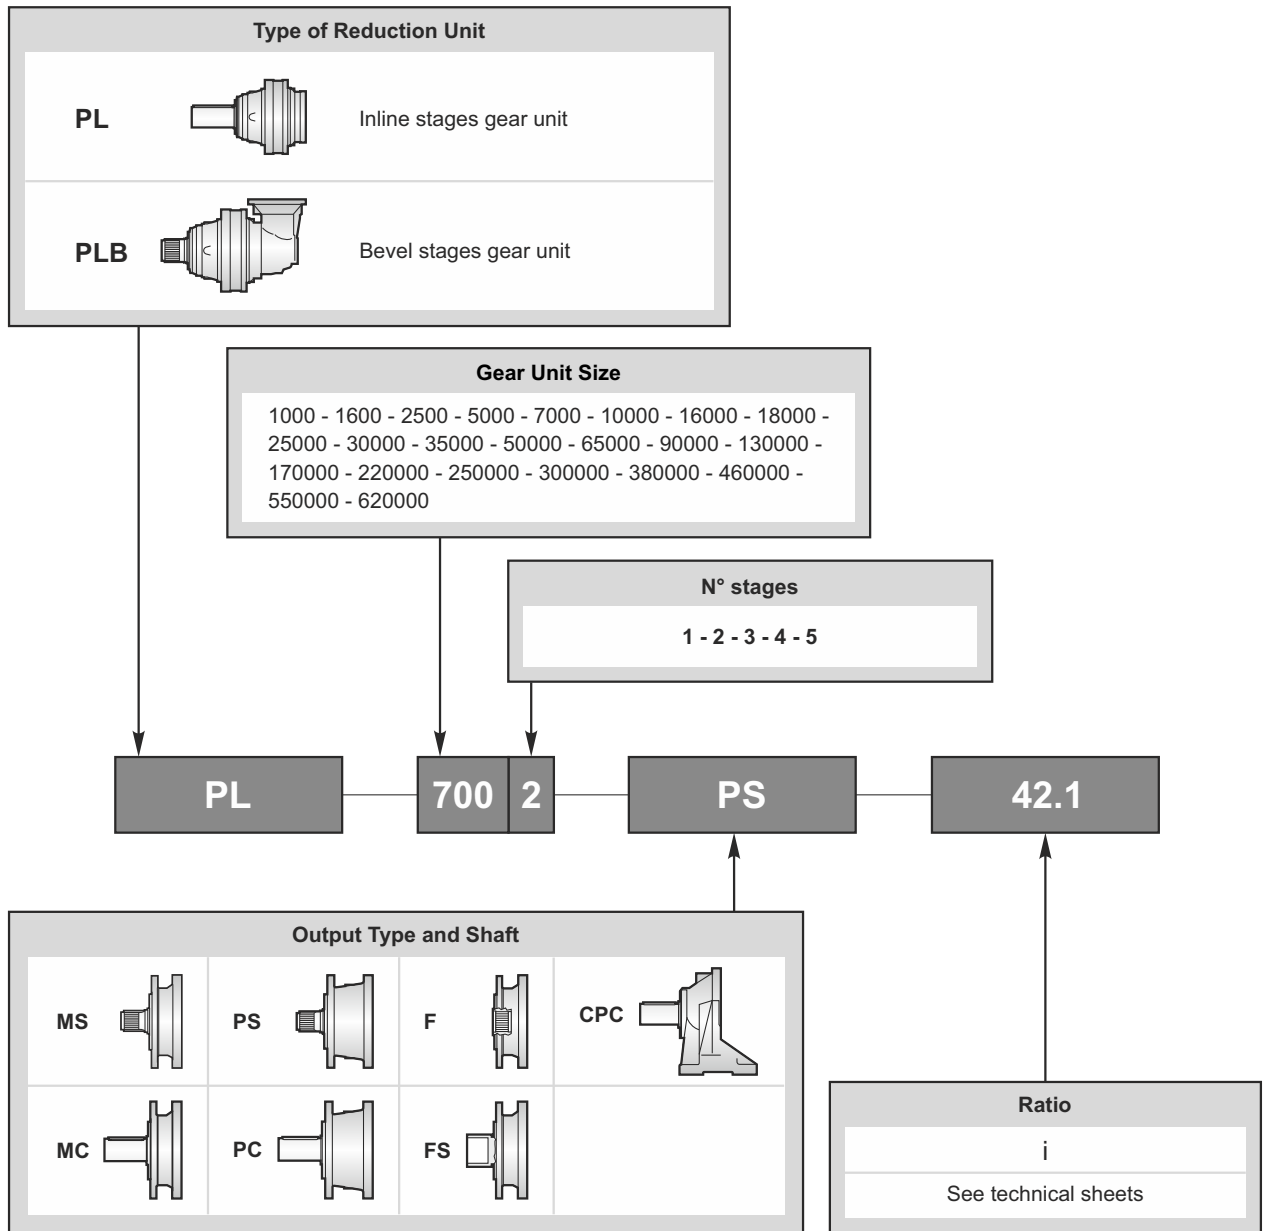 Type of Reduction Unit
PL
Inline stages gear unit
PLB
Bevel stages gear unit
Gear Unit Size
1000 - 1600 - 2500 - 5000 - 7000 - 10000 - 16000 - 18000 -
25000 - 30000 - 35000 - 50000 - 65000 - 90000 - 130000 -
170000 - 220000 - 250000 - 300000 - 380000 - 460000 -
550000 - 620000
N° stages
1 - 2 - 3 - 4 - 5
PL 700 2 PS 42.1
Output Type and Shaft
MS PS F CPC
MC PC FS
Ratio
i
See technical sheets